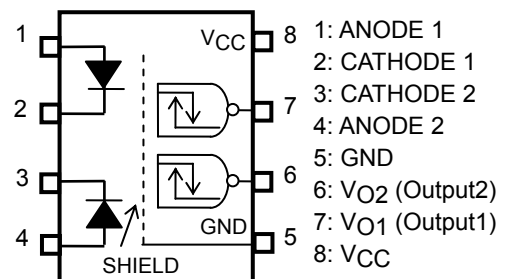 1
2
3
4
VCC
GND
SHIELD
8
7
6
5
1: ANODE 1
2: CATHODE 1
3: CATHODE 2
4: ANODE 2
5: GND
6: VO2 (Output2)
7: VO1 (Output1)
8: VCC